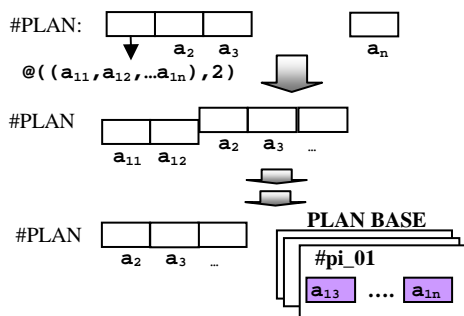 #PLAN:
a2 a3 an
@((a11,a12,…a1n),2)
#PLAN
a11 a12 a2 a3 …
#PLAN
a2 a3 …
PLAN BASE
#pi_01
a13 …. a1n